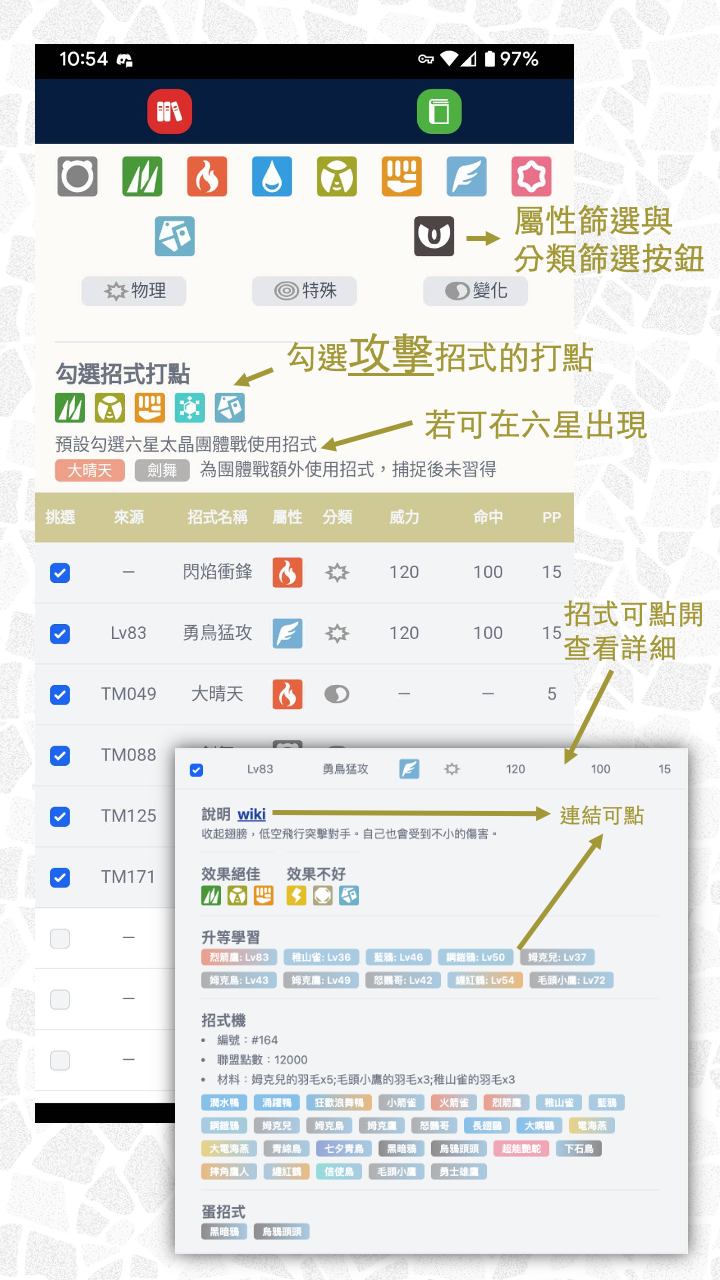 10:54
97%
屬性篩選與
分類篩選按鈕
物理
特殊
變化
勾選攻擊招式的打點
勾選招式打點
若可在六星出現
預設勾選六星太晶團體戰使用招式
大晴天 劍舞 為團體戰額外使用招式，捕捉後未習得
挑選 來源 招式名稱 屬性 分類 威力 命中 PP
— 閃焰衝鋒 120 100 15
Lv83 勇鳥猛攻 120 100 15
招式可點開
查看詳細
TM049 大晴天 — — 5
TM088
TM125
TM171
—
—
—
Lv83 勇鳥猛攻 120 100 15
說明 wiki
連結可點
收起翅膀，低空飛行突擊對手。自己也會受到不小的傷害。
效果絕佳 效果不好
升等學習
烈箭鷹: Lv83 稚山雀: Lv36 藍鴉: Lv46 鋼鎧鴉: Lv50 姆克兒: Lv37
姆克鳥: Lv43 姆克鷹: Lv49 怒鸚哥: Lv42 纏紅鶴: Lv54 毛頭小鷹: Lv72
招式機
• 編號：#164
• 聯盟點數：12000
• 材料：姆克兒的羽毛x5;毛頭小鷹的羽毛x3;稚山雀的羽毛x3
潤水鴨 湧躍鴨 狂歡浪舞鴨 小箭雀 火箭雀 烈箭鷹 稚山雀 藍鴉
鋼鎧鴉 姆克兒 姆克鳥 姆克鷹 怒鸚哥 長翅鷗 大嘴鷗 電海燕
大電海燕 青綿鳥 七夕青鳥 黑暗鴉 烏鴉頭頭 超能艷鴕 下石鳥
摔角鷹人 纏紅鶴 信使鳥 毛頭小鷹 勇士雄鷹
蛋招式
黑暗鴉 烏鴉頭頭